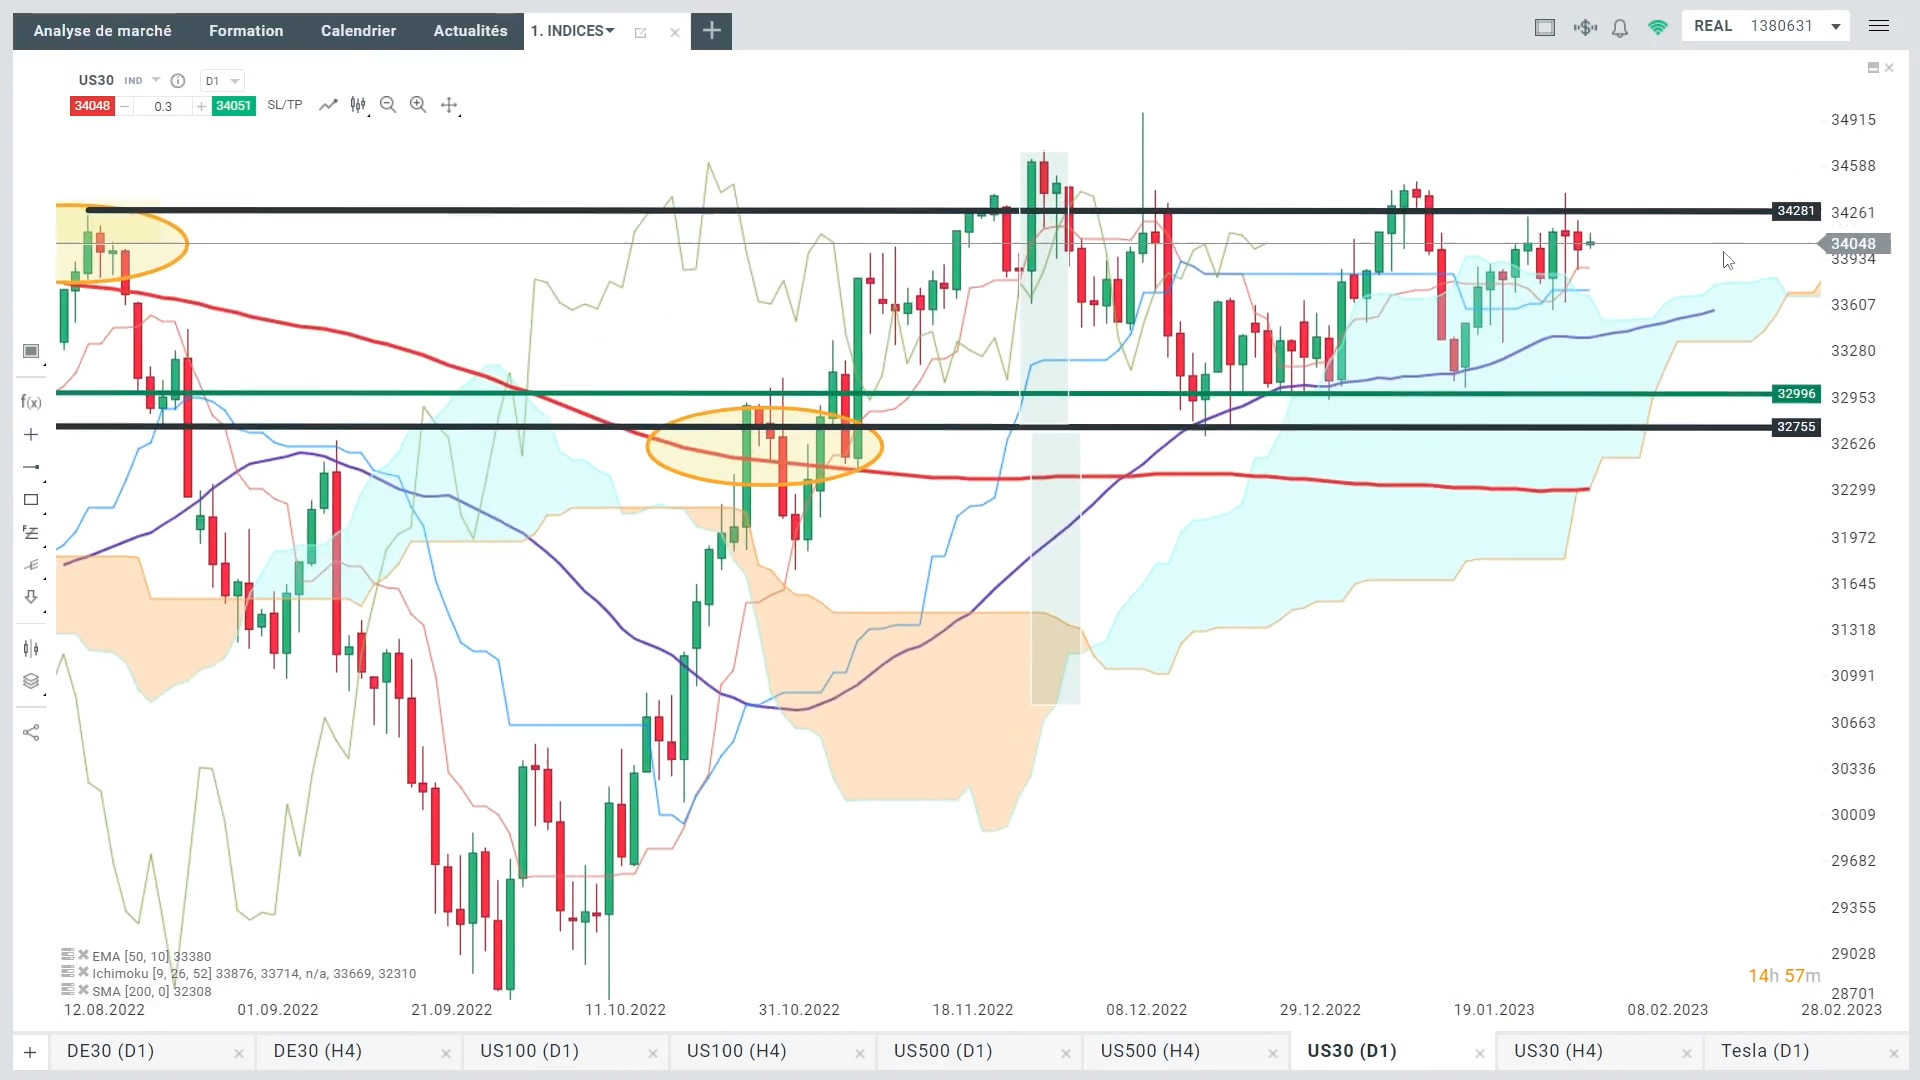 Analyse de marché Formation Calendrier Actualités 1. INDICES REAL 1380631
US30 IND D1
34048 0.3 34051 SL/TP
34915
34588
34281 34261
34048
33934
33607
33280
32996 32953
32755
32626
32299
31972
31645
31318
30991
30663
30336
30009
29682
29355
29028
28701
f(x)
EMA [50, 10] 33380
Ichimoku [9, 26, 52] 33876, 33714, n/a, 33669, 32310
SMA [200, 0] 32308
14h 57m
12.08.2022 01.09.2022 21.09.2022 11.10.2022 31.10.2022 18.11.2022 08.12.2022 29.12.2022 19.01.2023 08.02.2023 28.02.2023
DE30 (D1) DE30 (H4) US100 (D1) US100 (H4) US500 (D1) US500 (H4) US30 (D1) US30 (H4) Tesla (D1)